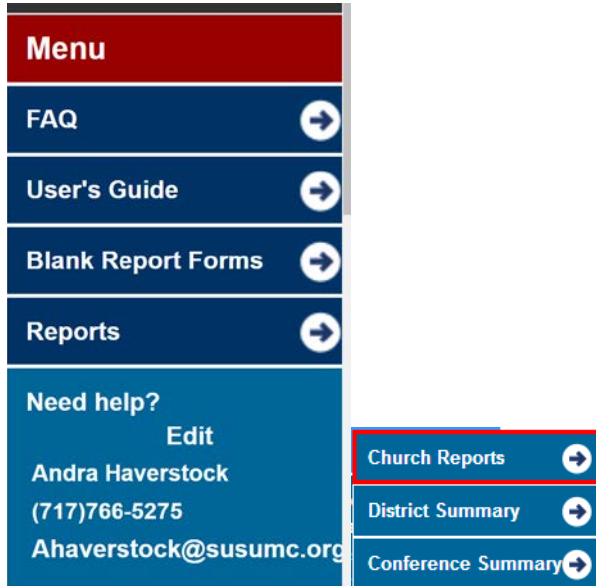 Menu
FAQ
User's Guide
Blank Report Forms
Reports
Need help?
Edit
Andra Haverstock
(717)766-5275
Ahaverstock@susumc.org
Church Reports
District Summary
Conference Summary